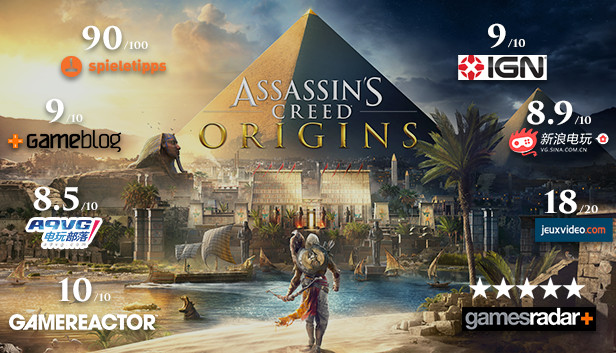 90/100
spieletipps
9/10
IGN
ASSASSIN'S
CREED
ORIGINS
9/10
+GAMEBLOG
8.9/10
新浪电玩
VG.SINA.COM.CN
8.5/10
A9VG
电玩部落
18/20
jeuxvideo.com
10/10
GAMEREACTOR
★★★★★
gamesradar+